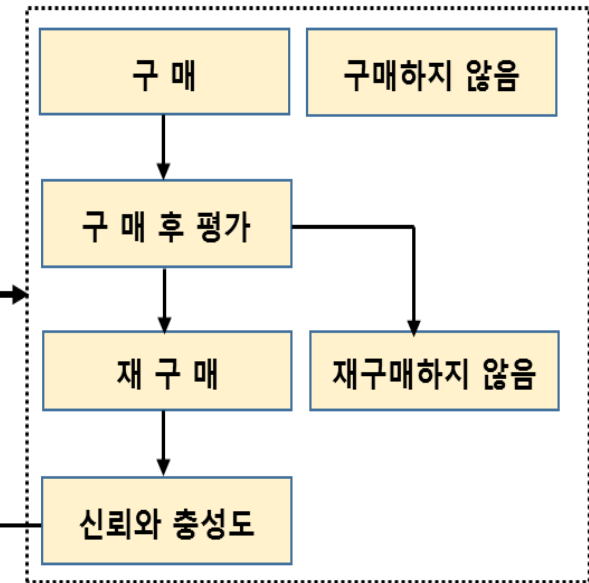 구 매
구매하지 않음
구 매 후 평가
재 구 매
재구매하지 않음
신뢰와 충성도